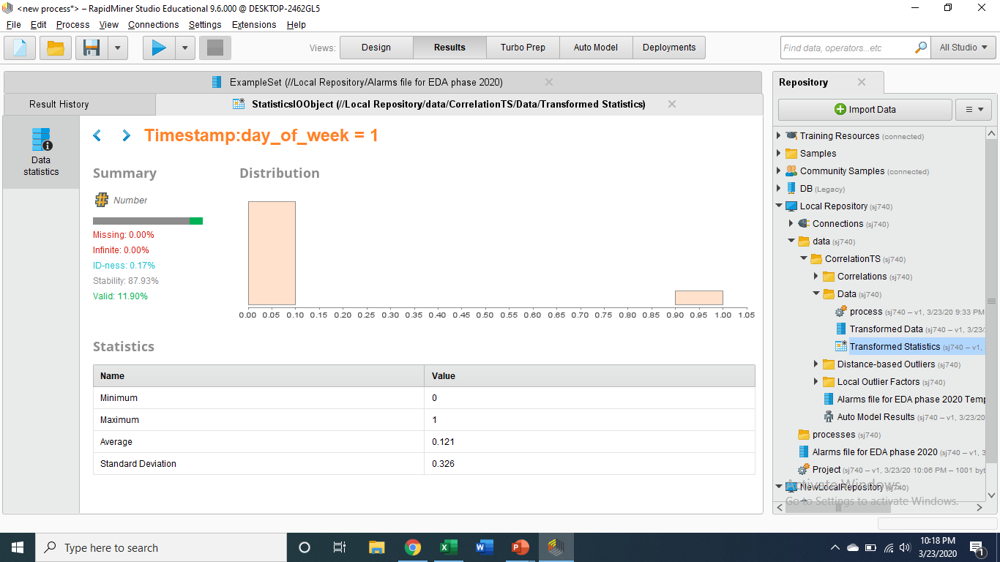 <new process*> – RapidMiner Studio Educational 9.6.000 @ DESKTOP-2462GL5
File Edit Process View Connections Settings Extensions Help
Views: Design Results Turbo Prep Auto Model Deployments Find data, operators...etc All Studio
ExampleSet (//Local Repository/Alarms file for EDA phase 2020)
Result History StatisticsIOObject (//Local Repository/data/CorrelationTS/Data/Transformed Statistics)
Data
statistics
Timestamp:day_of_week = 1
Summary
Number
Missing: 0.00%
Infinite: 0.00%
ID-ness: 0.17%
Stability: 87.93%
Valid: 11.90%
Distribution
0.00 0.05 0.10 0.15 0.20 0.25 0.30 0.35 0.40 0.45 0.50 0.55 0.60 0.65 0.70 0.75 0.80 0.85 0.90 0.95 1.00 1.05
Statistics
Name Value
Minimum 0
Maximum 1
Average 0.121
Standard Deviation 0.326
Repository
Import Data
Training Resources (connected)
Samples
Community Samples (connected)
DB (Legacy)
Local Repository (sj740)
Connections (sj740)
data (sj740)
CorrelationTS (sj740)
Correlations (sj740)
Data (sj740)
process (sj740 – v1, 3/23/20 9:33 PM
Transformed Data (sj740 – v1, 3/23/
Transformed Statistics (sj740 – v1,
Distance-based Outliers (sj740)
Local Outlier Factors (sj740)
Alarms file for EDA phase 2020 Temp
Auto Model Results (sj740 – v1, 3/23/20
processes (sj740)
Alarms file for EDA phase 2020 (sj740 – v1, 3
Project (sj740 – v1, 3/23/20 10:06 PM – 1001 byt
NewLocalRepository (sj740)
Activate Windows
Go to Settings to activate Windows.
Type here to search
10:18 PM
3/23/2020
1